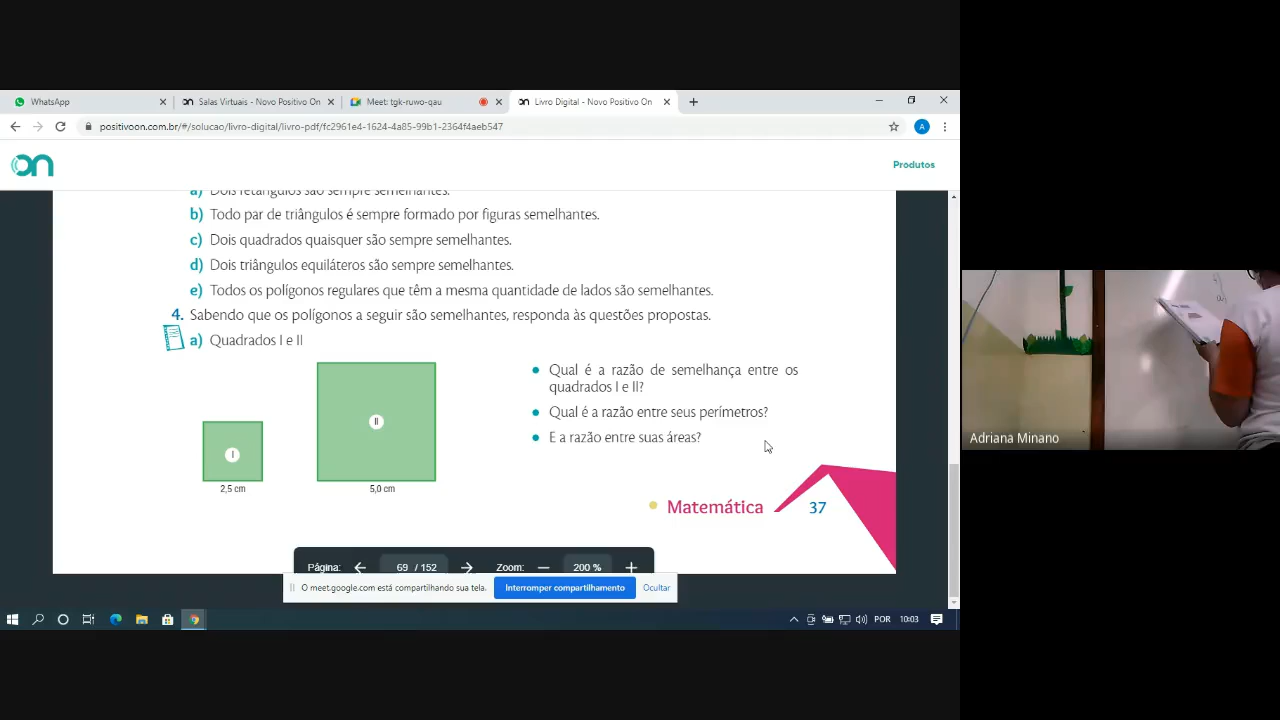 WhatsApp
Salas Virtuais - Novo Positivo On
Meet: tgk-ruwo-qau
Livro Digital - Novo Positivo On
positivoon.com.br/#/solucao/livro-digital/livro-pdf/fc2961e4-1624-4a85-99b1-2364f4aeb547
A
on
Produtos
a) Dois retângulos são sempre semelhantes.
b) Todo par de triângulos é sempre formado por figuras semelhantes.
c) Dois quadrados quaisquer são sempre semelhantes.
d) Dois triângulos equiláteros são sempre semelhantes.
e) Todos os polígonos regulares que têm a mesma quantidade de lados são semelhantes.
4. Sabendo que os polígonos a seguir são semelhantes, responda às questões propostas.
a) Quadrados I e II
I
2,5 cm
II
5,0 cm
• Qual é a razão de semelhança entre os
quadrados I e II?
• Qual é a razão entre seus perímetros?
• E a razão entre suas áreas?
Matemática 37
Página: 69 / 152 Zoom: 200 %
O meet.google.com está compartilhando sua tela. Interromper compartilhamento Ocultar
POR 10:03
Adriana Minano